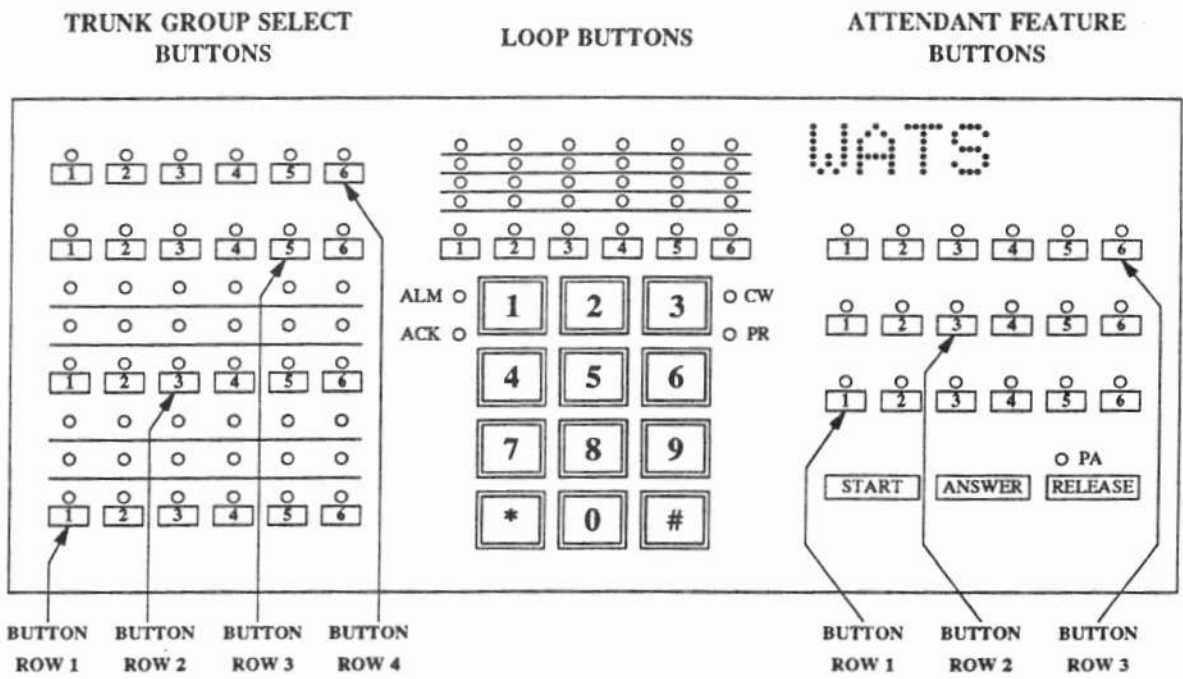 TRUNK GROUP SELECT
BUTTONS
LOOP BUTTONS
ATTENDANT FEATURE
BUTTONS
WATS
1 2 3 4 5 6
1 2 3 4 5 6
1 2 3 4 5 6
1 2 3 4 5 6
1 2 3 4 5 6
ALM
ACK
CW
PR
1 2 3
4 5 6
7 8 9
* 0 #
1 2 3 4 5 6
1 2 3 4 5 6
1 2 3 4 5 6
PA
START ANSWER RELEASE
BUTTON
ROW 1
BUTTON
ROW 2
BUTTON
ROW 3
BUTTON
ROW 4
BUTTON
ROW 1
BUTTON
ROW 2
BUTTON
ROW 3